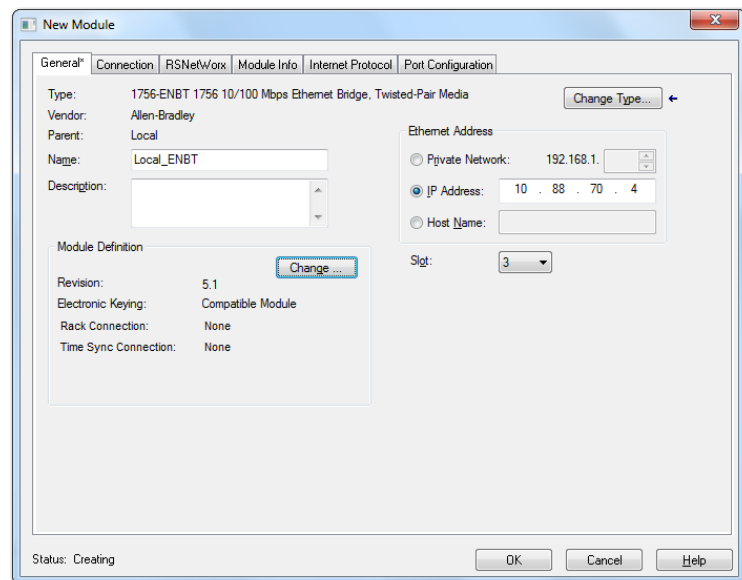 New Module
General* Connection RSNetWorx Module Info Internet Protocol Port Configuration
Type: 1756-ENBT 1756 10/100 Mbps Ethernet Bridge, Twisted-Pair Media
Change Type...
Vendor: Allen-Bradley
Parent: Local
Name: Local_ENBT
Description:
Ethernet Address
Private Network: 192.168.1.
IP Address: 10 . 88 . 70 . 4
Host Name:
Slot: 3
Module Definition
Change ...
Revision: 5.1
Electronic Keying: Compatible Module
Rack Connection: None
Time Sync Connection: None
Status: Creating
OK Cancel Help